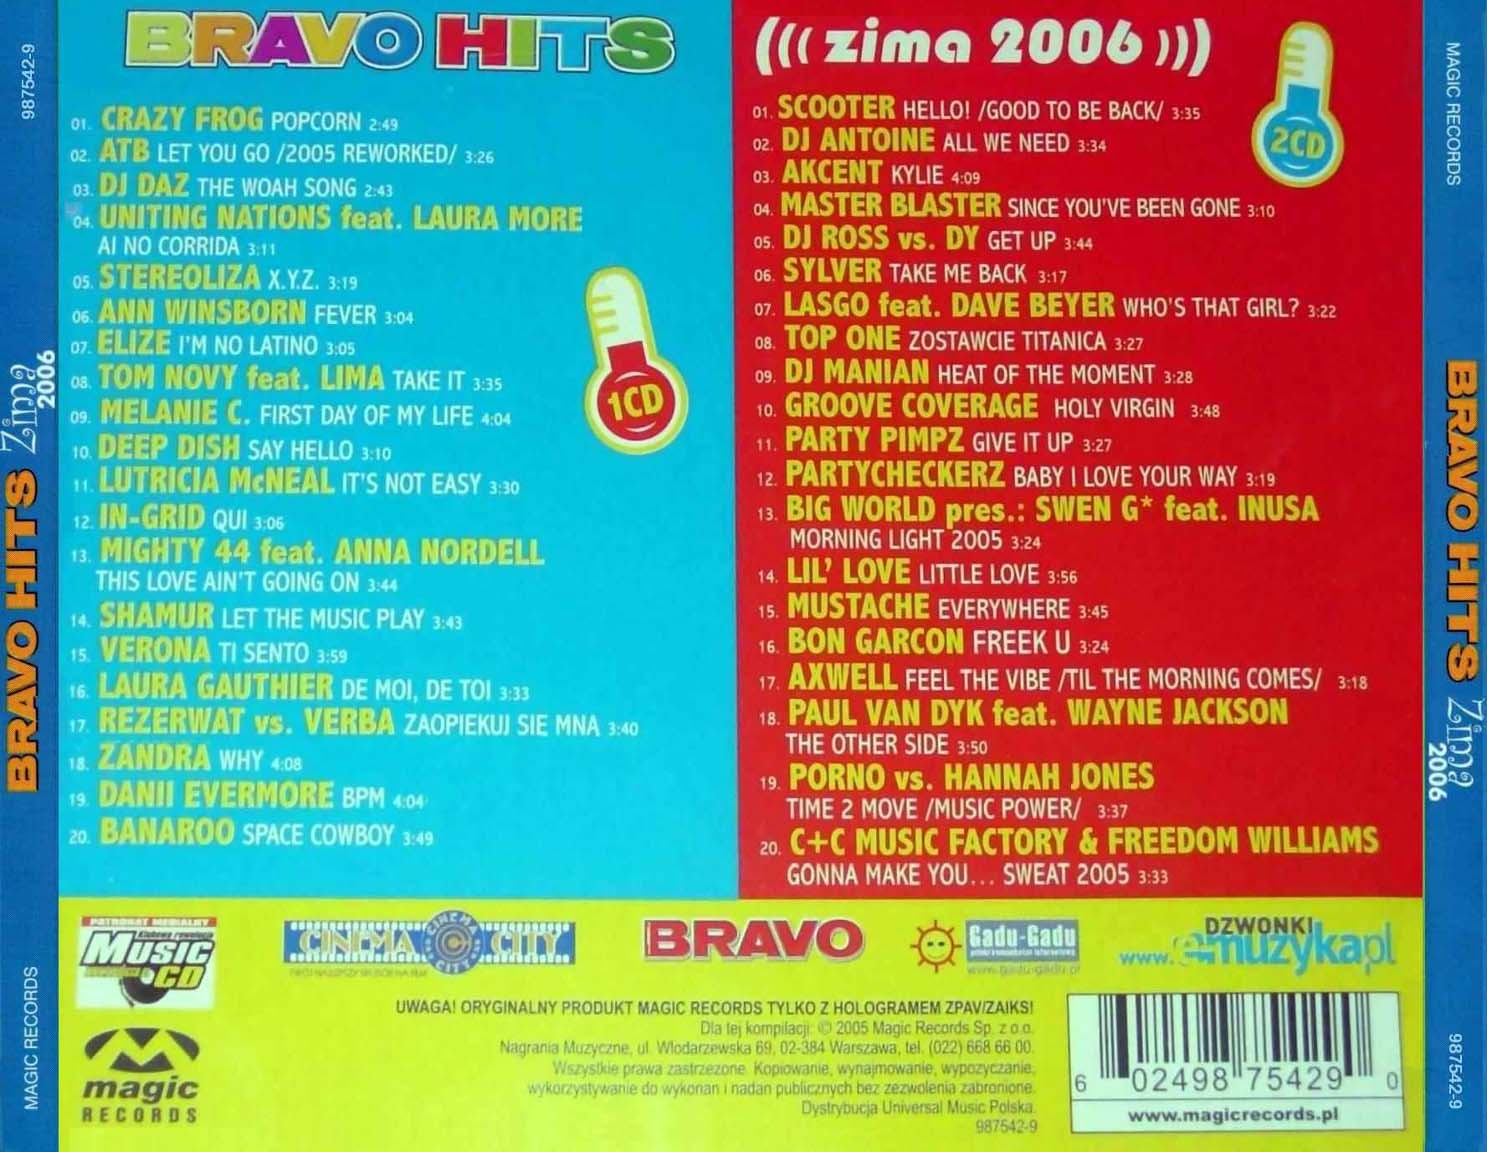 987542-9
BRAVO HITS Zima 2006
MAGIC RECORDS
BRAVO HITS
01. CRAZY FROG POPCORN 2:49
02. ATB LET YOU GO /2005 REWORKED/ 3:26
03. DJ DAZ THE WOAH SONG 2:43
04. UNITING NATIONS feat. LAURA MORE
AI NO CORRIDA 3:11
05. STEREOLIZA X.Y.Z. 3:19
06. ANN WINSBORN FEVER 3:04
07. ELIZE I'M NO LATINO 3:05
08. TOM NOVY feat. LIMA TAKE IT 3:35
09. MELANIE C. FIRST DAY OF MY LIFE 4:04
10. DEEP DISH SAY HELLO 3:10
11. LUTRICIA McNEAL IT'S NOT EASY 3:30
12. IN-GRID QUI 3:06
13. MIGHTY 44 feat. ANNA NORDELL
THIS LOVE AIN'T GOING ON 3:44
14. SHAMUR LET THE MUSIC PLAY 3:43
15. VERONA TI SENTO 3:59
16. LAURA GAUTHIER DE MOI, DE TOI 3:33
17. REZERWAT vs. VERBA ZAOPIEKUJ SIE MNA 3:40
18. ZANDRA WHY 4:08
19. DANII EVERMORE BPM 4:04
20. BANAROO SPACE COWBOY 3:49
1CD
((( zima 2006 )))
2CD
01. SCOOTER HELLO! /GOOD TO BE BACK/ 3:35
02. DJ ANTOINE ALL WE NEED 3:34
03. AKCENT KYLIE 4:09
04. MASTER BLASTER SINCE YOU'VE BEEN GONE 3:10
05. DJ ROSS vs. DY GET UP 3:44
06. SYLVER TAKE ME BACK 3:17
07. LASGO feat. DAVE BEYER WHO'S THAT GIRL? 3:22
08. TOP ONE ZOSTAWCIE TITANICA 3:27
09. DJ MANIAN HEAT OF THE MOMENT 3:28
10. GROOVE COVERAGE HOLY VIRGIN 3:48
11. PARTY PIMPZ GIVE IT UP 3:27
12. PARTYCHECKERZ BABY I LOVE YOUR WAY 3:19
13. BIG WORLD pres.: SWEN G* feat. INUSA
MORNING LIGHT 2005 3:24
14. LIL' LOVE LITTLE LOVE 3:56
15. MUSTACHE EVERYWHERE 3:45
16. BON GARCON FREEK U 3:24
17. AXWELL FEEL THE VIBE /TIL THE MORNING COMES/ 3:18
18. PAUL VAN DYK feat. WAYNE JACKSON
THE OTHER SIDE 3:50
19. PORNO vs. HANNAH JONES
TIME 2 MOVE /MUSIC POWER/ 3:37
20. C+C MUSIC FACTORY & FREEDOM WILLIAMS
GONNA MAKE YOU... SWEAT 2005 3:33
PATRONAT MEDIALNY
Klubowa rewolucja
MUSIC
CD
CINEMA CINEMA CITY CITY
BRAVO
Gadu-Gadu
www.gadu-gadu.pl
DZWONKI
www.emuzyka.pl
magic
RECORDS
UWAGA! ORYGINALNY PRODUKT MAGIC RECORDS TYLKO Z HOLOGRAMEM ZPAV/ZAIKS!
Dla tej kompilacji: © 2005 Magic Records Sp. z o.o.
Nagrania Muzyczne, ul. Wlodarzewska 69, 02-384 Warszawa, tel. (022) 668 66 00.
Wszystkie prawa zastrzezone. Kopiowanie, wynajmowanie, wypozyczanie,
wykorzystywanie do wykonan i nadan publicznych bez zezwolenia zabronione.
Dystrybucja Universal Music Polska.
987542-9
6 02498 75429 0
www.magicrecords.pl
MAGIC RECORDS
BRAVO HITS Zima 2006
987542-9